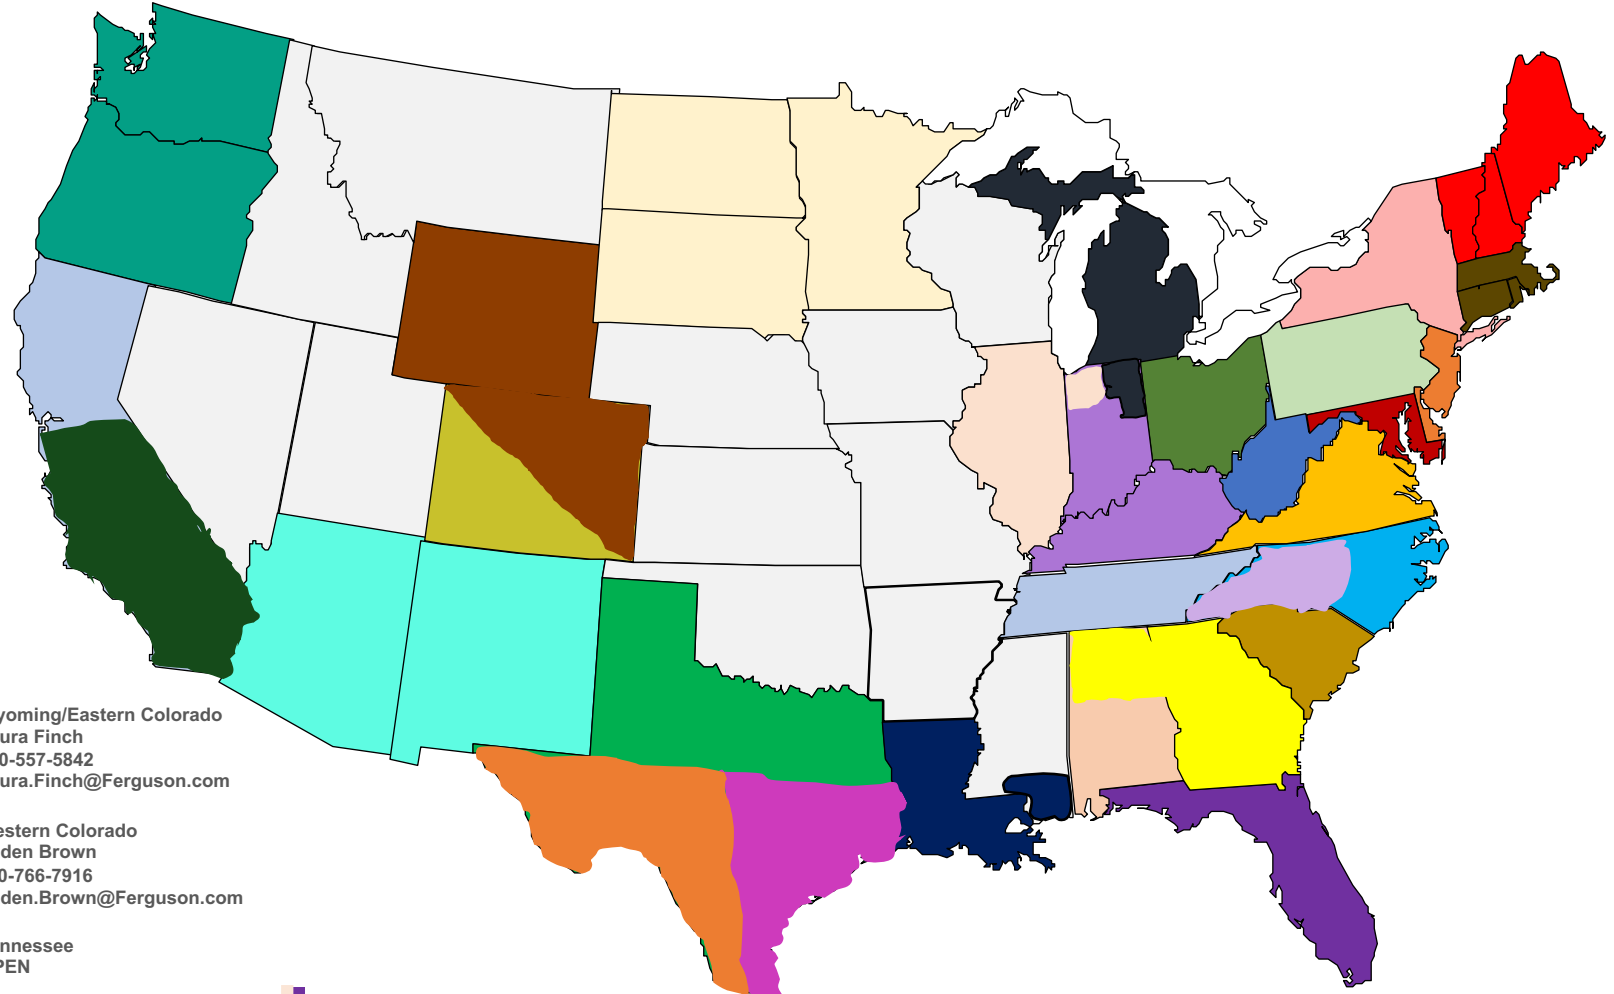 yoming/Eastern Colorado
ura Finch
0-557-5842
ura.Finch@Ferguson.com
estern Colorado
den Brown
0-766-7916
den.Brown@Ferguson.com
nnessee
PEN